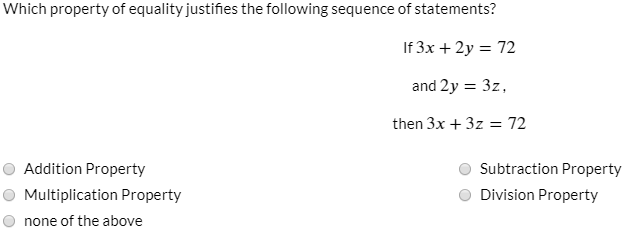 Which property of equality justifies the following sequence of statements?
If 3x + 2y = 72
and 2y = 3z,
then 3x + 3z = 72
Addition Property
Subtraction Property
Multiplication Property
Division Property
none of the above